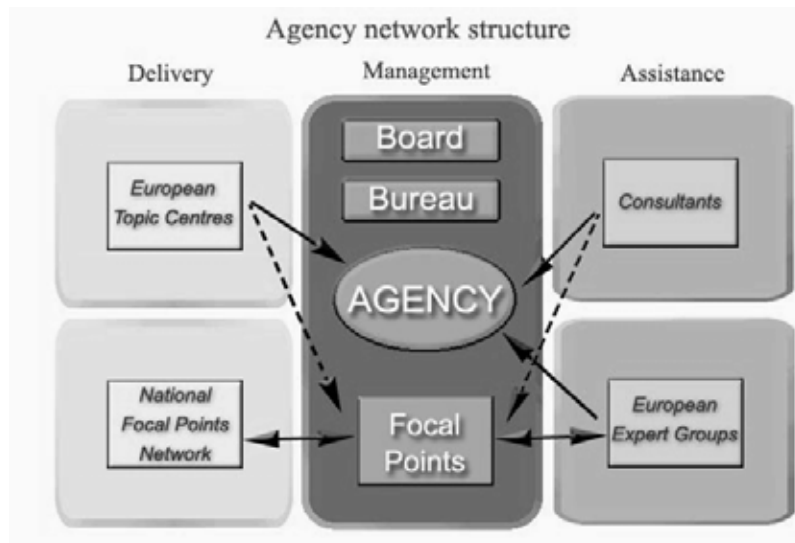 Agency network structure
Delivery
Management
Assistance
Board
Bureau
European
Topic Centres
Consultants
AGENCY
National
Focal Points
Network
Focal
Points
European
Expert Groups